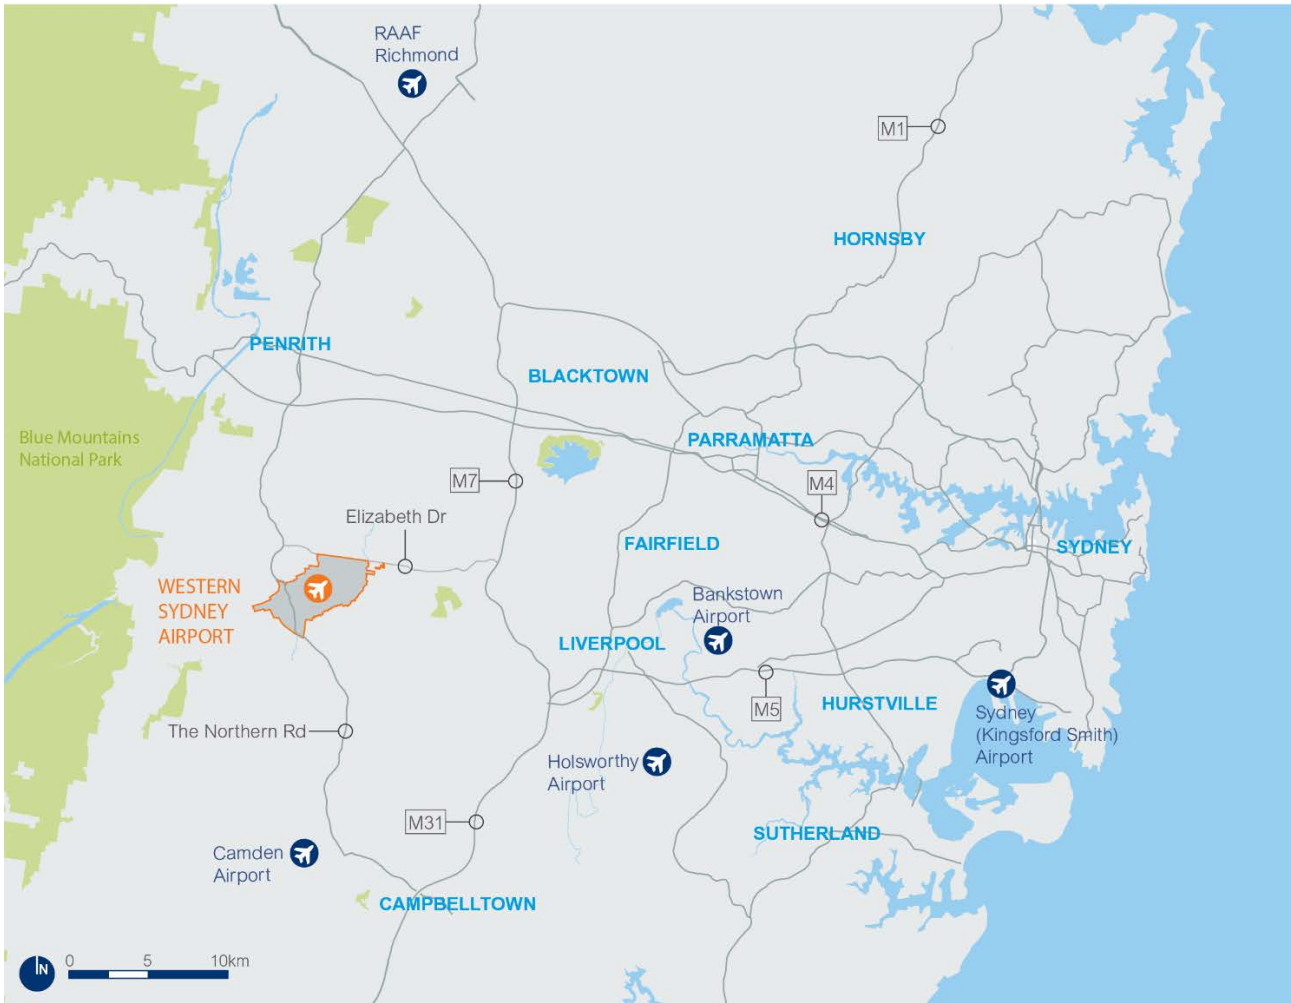 RAAF
Richmond
M1
HORNSBY
PENRITH
BLACKTOWN
Blue Mountains
National Park
PARRAMATTA
M7
M4
Elizabeth Dr
FAIRFIELD
SYDNEY
WESTERN
SYDNEY
AIRPORT
Bankstown
Airport
LIVERPOOL
HURSTVILLE
M5
Sydney
(Kingsford Smith)
Airport
The Northern Rd
Holsworthy
Airport
M31
SUTHERLAND
Camden
Airport
CAMPBELLTOWN
N
0 5 10km